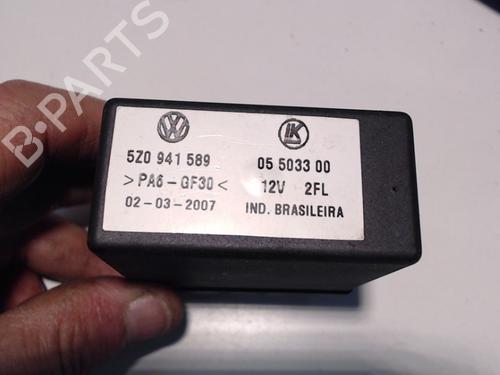 B-PARTS
5Z0 941 589
05 5033 00
>PA6-GF30<
12V 2FL
02-03-2007
IND. BRASILEIRA